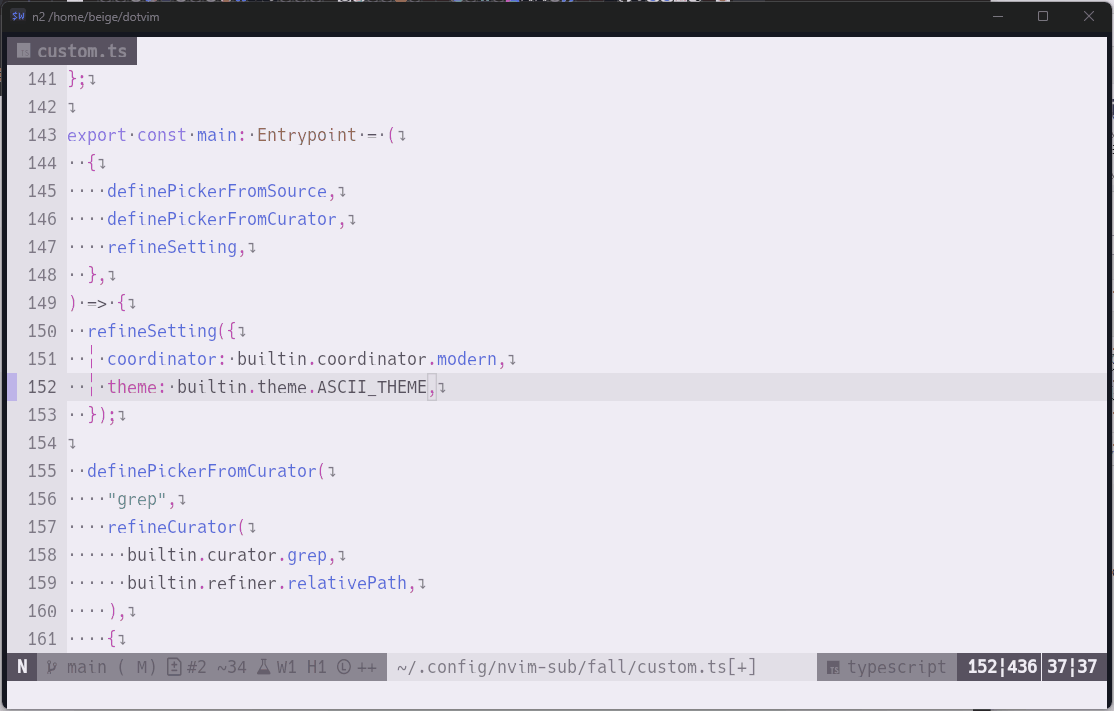 $W n2 /home/beige/dotvim
TS custom.ts
141 };↴
142 ↴
143 export·const·main:·Entrypoint·=·(↴
144 ··{↴
145 ····definePickerFromSource,↴
146 ····definePickerFromCurator,↴
147 ····refineSetting,↴
148 ··},↴
149 )·=>·{↴
150 ··refineSetting({↴
151 ··¦·coordinator:·builtin.coordinator.modern,↴
152 ··¦·theme:·builtin.theme.ASCII_THEME,↴
153 ··});↴
154 ↴
155 ··definePickerFromCurator(↴
156 ····"grep",↴
157 ····refineCurator(↴
158 ······builtin.curator.grep,↴
159 ······builtin.refiner.relativePath,↴
160 ····),↴
161 ····{↴
N main ( M) #2 ~34 W1 H1 Ⓛ ++ ~/.config/nvim-sub/fall/custom.ts[+] TS typescript 152¦436 37¦37